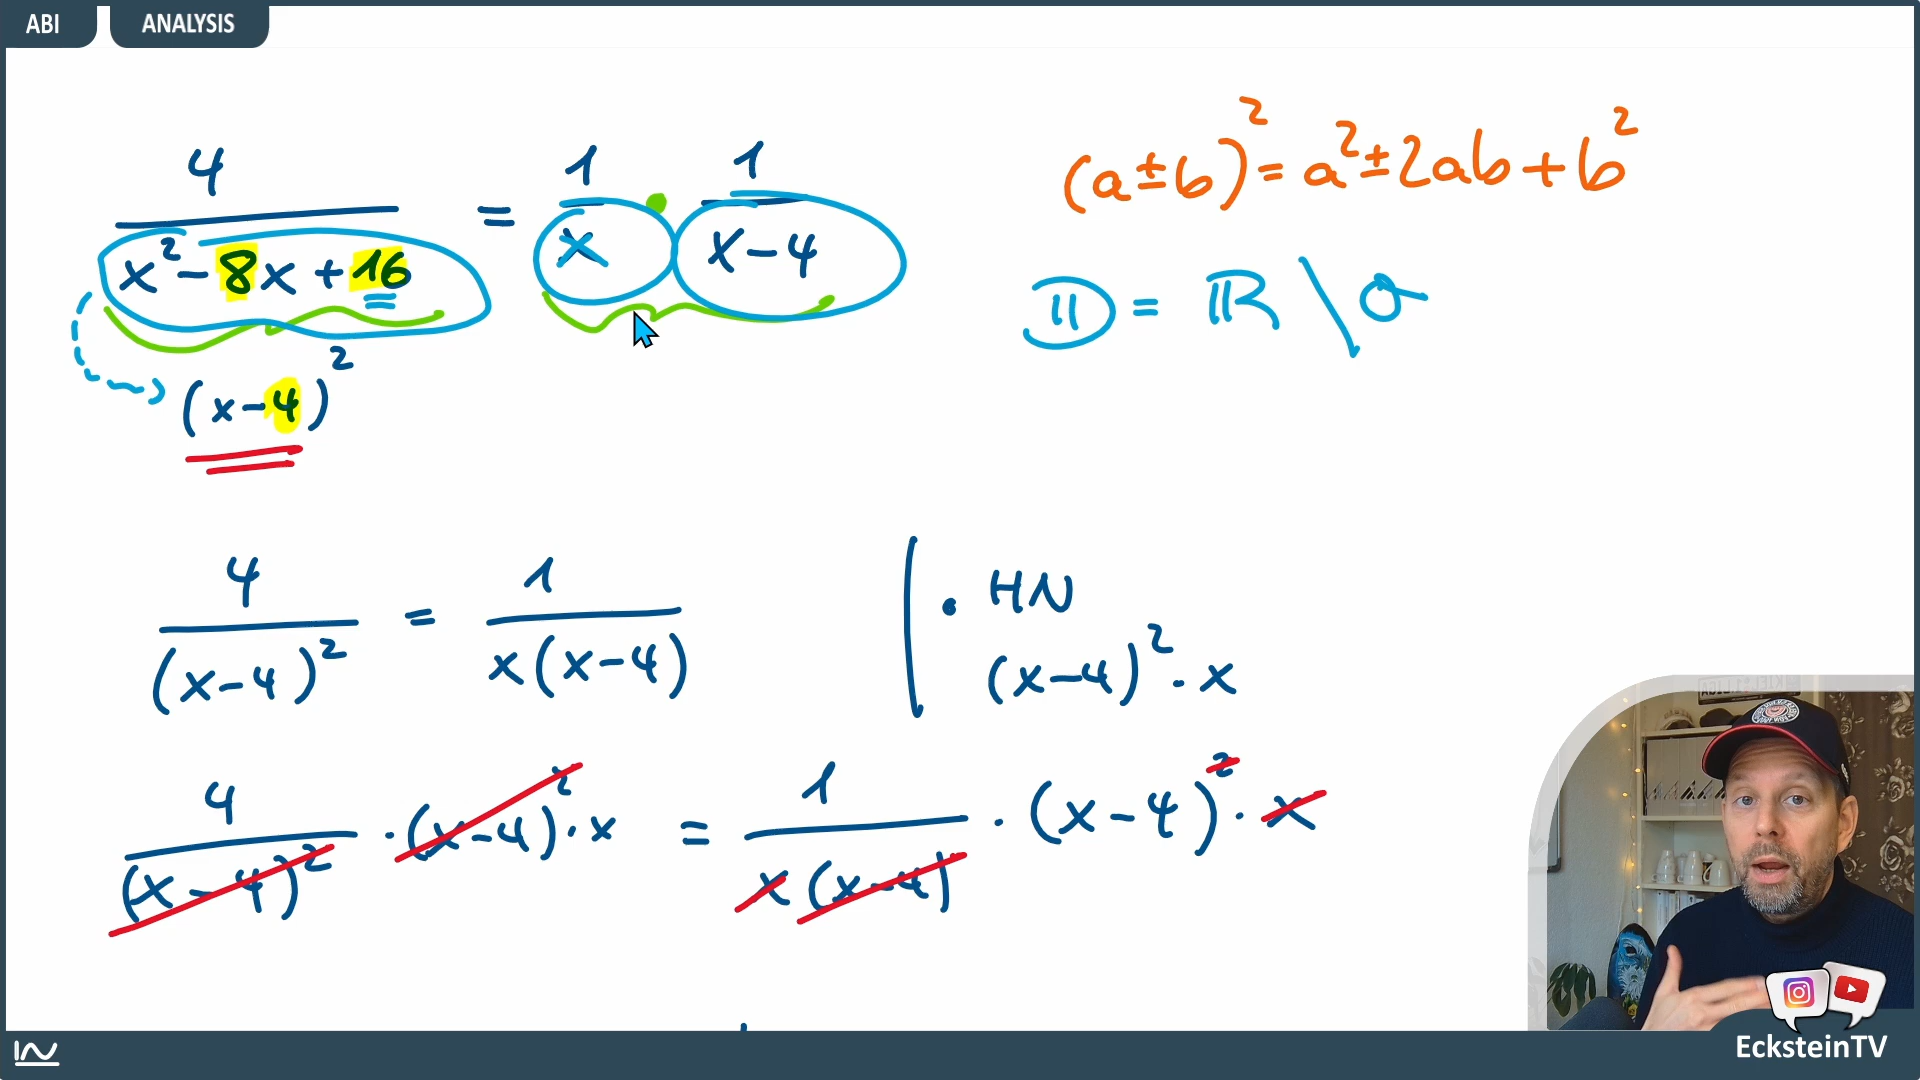 ABI
ANALYSIS
4 / (x² - 8x + 16) = 1/x · 1/(x-4)
(x-4)²
(a±b)² = a² ± 2ab + b²
𝔻 = ℝ \
4 / (x-4)² = 1 / (x(x-4))
| · HN
(x-4)² · x
4 / (x-4)² · (x-4)² · x = 1 / (x(x-4)) · (x-4)² · x
EcksteinTV